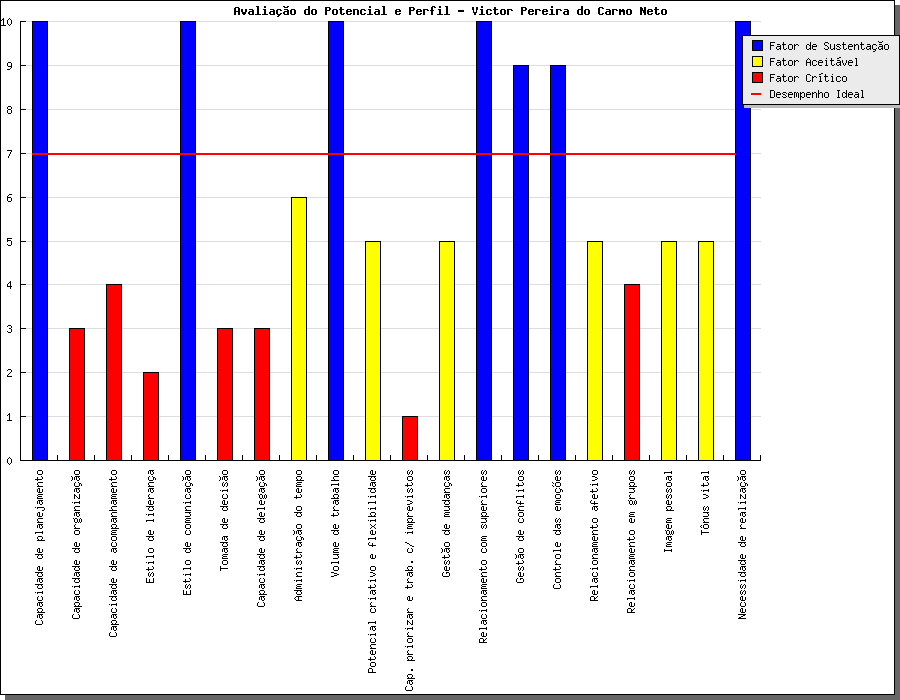 Avaliação do Potencial e Perfil - Victor Pereira do Carmo Neto
10
9
8
7
6
5
4
3
2
1
0
Fator de Sustentação
Fator Aceitável
Fator Crítico
Desempenho Ideal
Capacidade de planejamento
Capacidade de organização
Capacidade de acompanhamento
Estilo de liderança
Estilo de comunicação
Tomada de decisão
Capacidade de delegação
Administração do tempo
Volume de trabalho
Potencial criativo e flexibilidade
Cap. priorizar e trab. c/ imprevistos
Gestão de mudanças
Relacionamento com superiores
Gestão de conflitos
Controle das emoções
Relacionamento afetivo
Relacionamento em grupos
Imagem pessoal
Tônus vital
Necessidade de realização